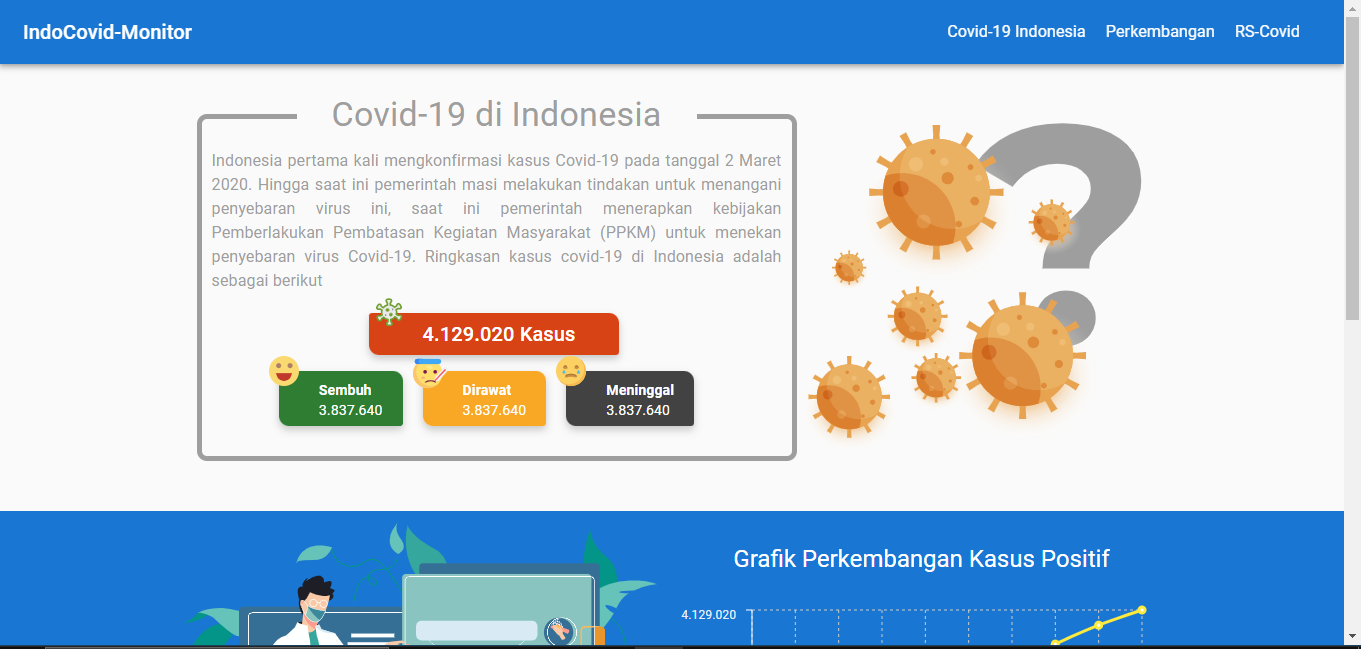 IndoCovid-Monitor
Covid-19 Indonesia Perkembangan RS-Covid
Covid-19 di Indonesia
Indonesia pertama kali mengkonfirmasi kasus Covid-19 pada tanggal 2 Maret
2020. Hingga saat ini pemerintah masi melakukan tindakan untuk menangani
penyebaran virus ini, saat ini pemerintah menerapkan kebijakan
Pemberlakukan Pembatasan Kegiatan Masyarakat (PPKM) untuk menekan
penyebaran virus Covid-19. Ringkasan kasus covid-19 di Indonesia adalah
sebagai berikut
4.129.020 Kasus
Sembuh
3.837.640
Dirawat
3.837.640
Meninggal
3.837.640
?
Grafik Perkembangan Kasus Positif
4.129.020